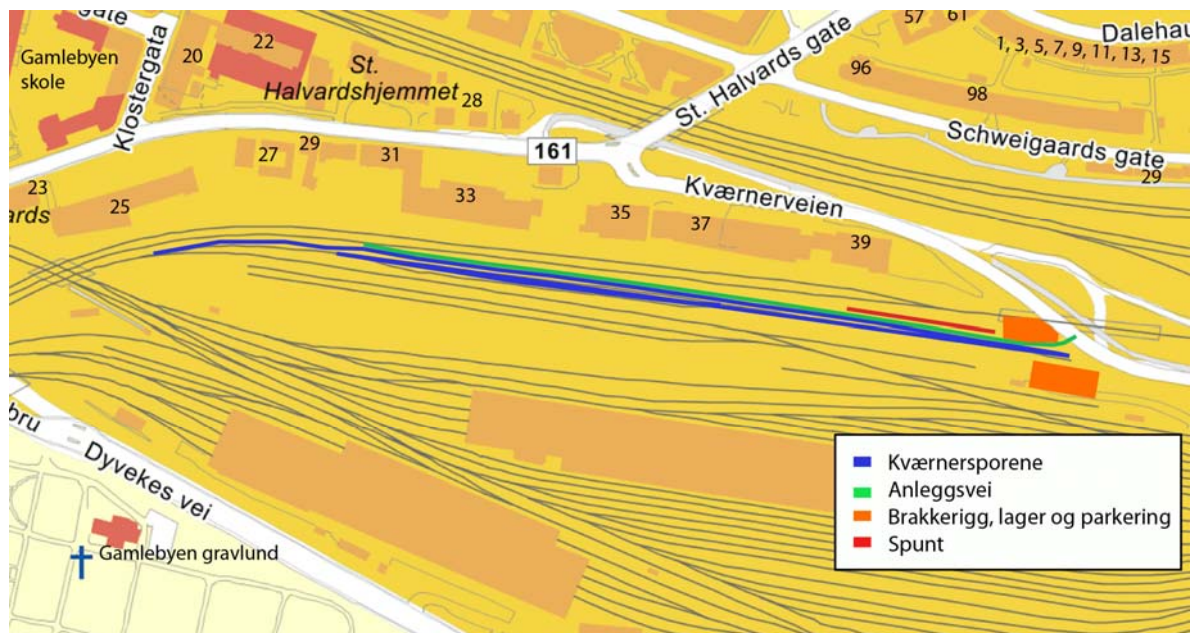 gate
57
61
Dalehau
1, 3, 5, 7, 9, 11, 13, 15
Gamlebyen
skole
Klostergata
20
22
St.
Halvardshjemmet
28
St. Halvards gate
96
98
Schweigaards gate
29
161
Kværnerveien
23
ards
25
27
29
31
33
35
37
39
bru
Dyvekes vei
Gamlebyen gravlund
Kværnersporene
Anleggsvei
Brakkerigg, lager og parkering
Spunt